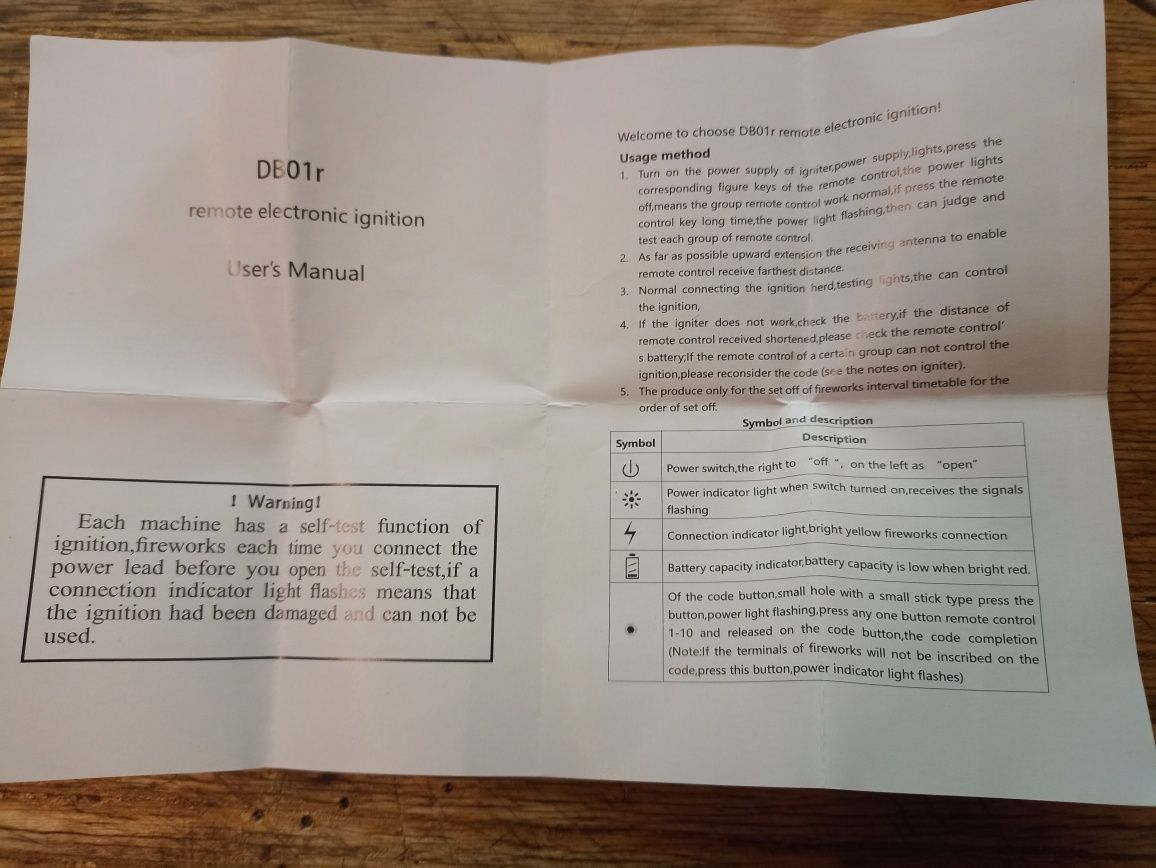 DB01r
remote electronic ignition
User's Manual
! Warning!
Each machine has a self-test function of
ignition,fireworks each time you connect the
power lead before you open the self-test,if a
connection indicator light flashes means that
the ignition had been damaged and can not be
used.
Welcome to choose DB01r remote electronic ignition!
Usage method
1. Turn on the power supply of igniter,power supply,lights,press the
corresponding figure keys of the remote control,the power lights
off,means the group remote control work normal,if press the remote
control key long time,the power light flashing,then can judge and
test each group of remote control.
2. As far as possible upward extension the receiving antenna to enable
remote control receive farthest distance.
3. Normal connecting the ignition herd,testing lights,the can control
the ignition,
4. If the igniter does not work,check the battery,if the distance of
remote control received shortened,please check the remote control'
s battery;If the remote control of a certain group can not control the
ignition,please reconsider the code (see the notes on igniter).
5. The produce only for the set off of fireworks interval timetable for the
order of set off.
Symbol and description
Symbol Description
Power switch,the right to “off “, on the left as “open”
Power indicator light when switch turned on,receives the signals
flashing
Connection indicator light,bright yellow fireworks connection
Battery capacity indicator,battery capacity is low when bright red.
Of the code button,small hole with a small stick type press the
button,power light flashing,press any one button remote control
1-10 and released on the code button,the code completion
(Note:If the terminals of fireworks will not be inscribed on the
code,press this button,power indicator light flashes)